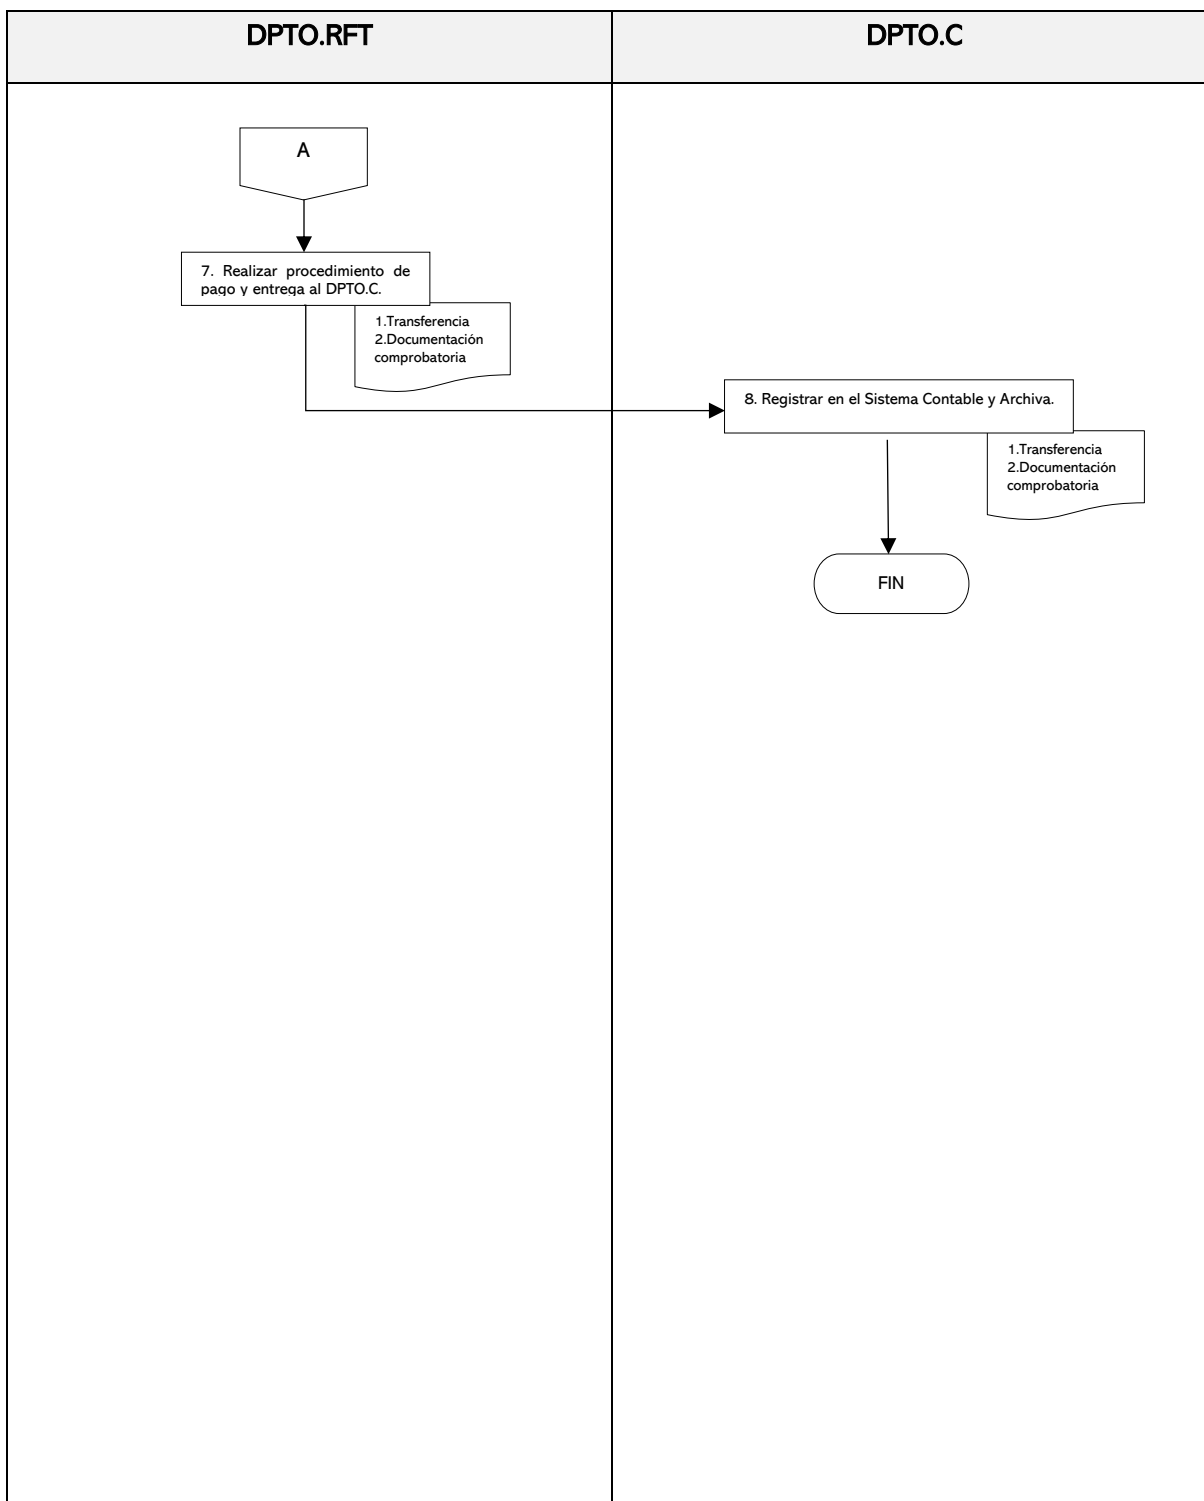 DPTO.RFT
DPTO.C
A
7. Realizar procedimiento de
pago y entrega al DPTO.C.
1.Transferencia
2.Documentación
comprobatoria
8. Registrar en el Sistema Contable y Archiva.
1.Transferencia
2.Documentación
comprobatoria
FIN